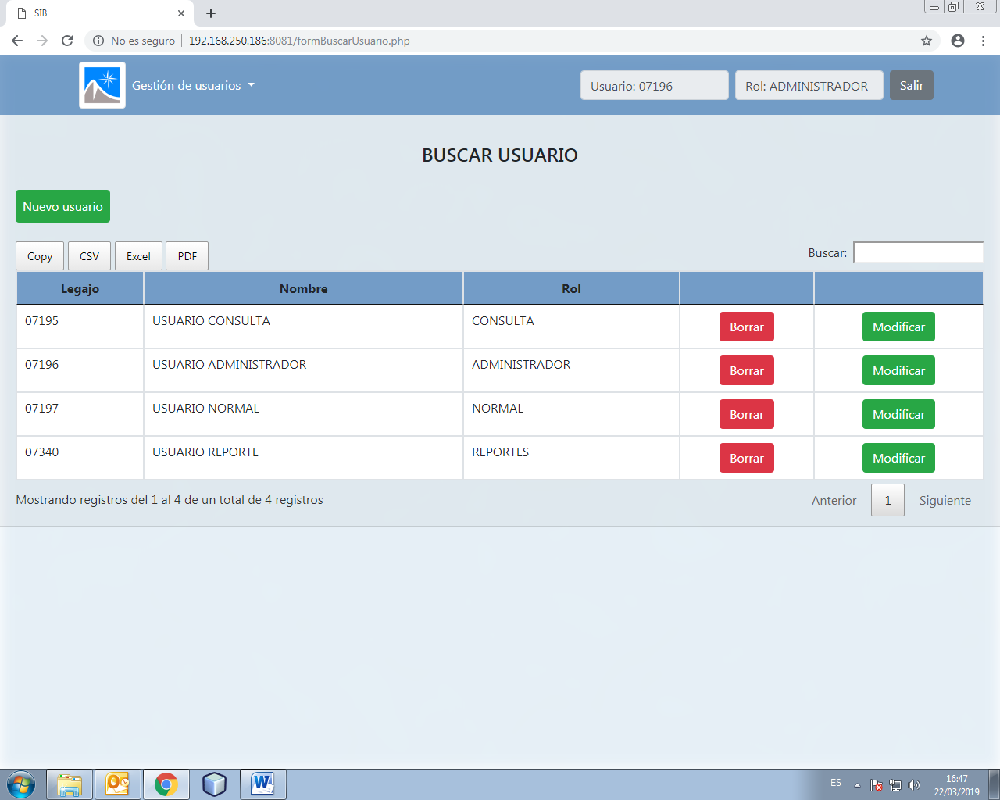 SIB
No es seguro 192.168.250.186:8081/formBuscarUsuario.php
Gestión de usuarios Usuario: 07196 Rol: ADMINISTRADOR Salir
BUSCAR USUARIO
Nuevo usuario
Copy CSV Excel PDF Buscar:
Legajo Nombre Rol
07195 USUARIO CONSULTA CONSULTA Borrar Modificar
07196 USUARIO ADMINISTRADOR ADMINISTRADOR Borrar Modificar
07197 USUARIO NORMAL NORMAL Borrar Modificar
07340 USUARIO REPORTE REPORTES Borrar Modificar
Mostrando registros del 1 al 4 de un total de 4 registros Anterior 1 Siguiente
ES 16:47
22/03/2019